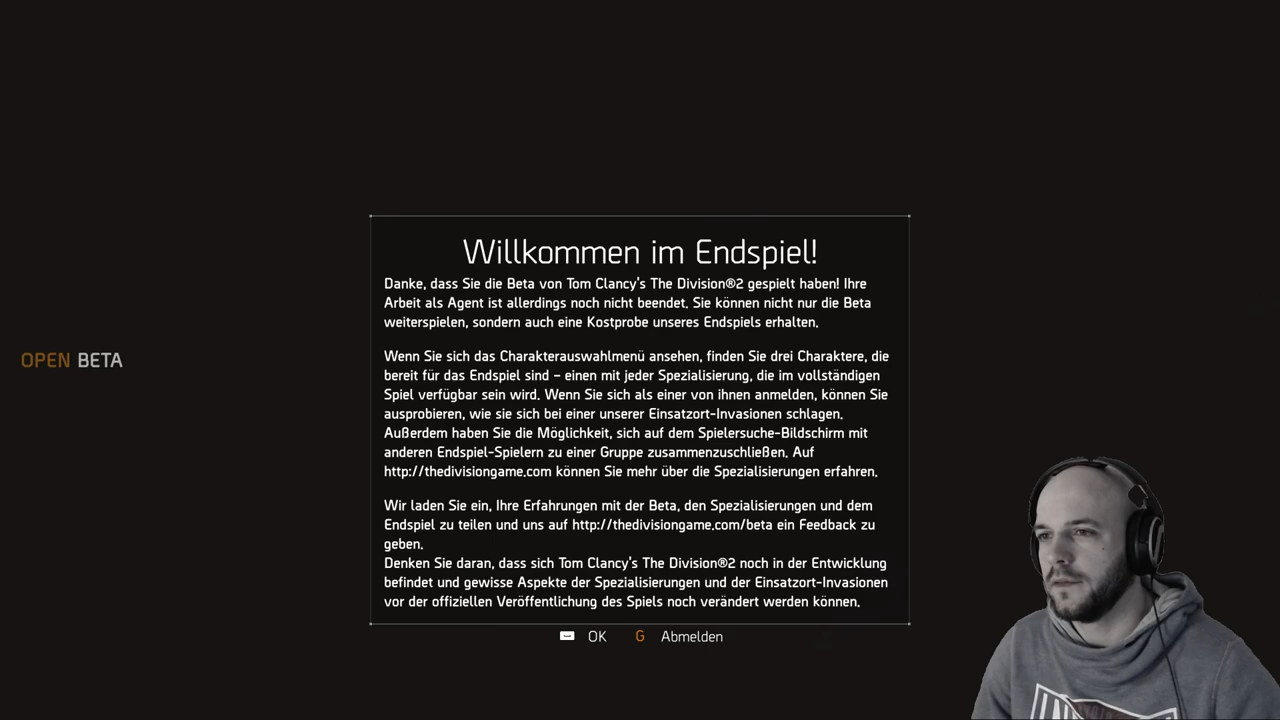 Willkommen im Endspiel!
Danke, dass Sie die Beta von Tom Clancy's The Division®2 gespielt haben! Ihre
Arbeit als Agent ist allerdings noch nicht beendet. Sie können nicht nur die Beta
weiterspielen, sondern auch eine Kostprobe unseres Endspiels erhalten.
Wenn Sie sich das Charakterauswahlmenü ansehen, finden Sie drei Charaktere, die
bereit für das Endspiel sind – einen mit jeder Spezialisierung, die im vollständigen
Spiel verfügbar sein wird. Wenn Sie sich als einer von ihnen anmelden, können Sie
ausprobieren, wie sie sich bei einer unserer Einsatzort-Invasionen schlagen.
Außerdem haben Sie die Möglichkeit, sich auf dem Spielersuche-Bildschirm mit
anderen Endspiel-Spielern zu einer Gruppe zusammenzuschließen. Auf
http://thedivisiongame.com können Sie mehr über die Spezialisierungen erfahren.
Wir laden Sie ein, Ihre Erfahrungen mit der Beta, den Spezialisierungen und dem
Endspiel zu teilen und uns auf http://thedivisiongame.com/beta ein Feedback zu
geben.
Denken Sie daran, dass sich Tom Clancy's The Division®2 noch in der Entwicklung
befindet und gewisse Aspekte der Spezialisierungen und der Einsatzort-Invasionen
vor der offiziellen Veröffentlichung des Spiels noch verändert werden können.
OPEN BETA
OK G Abmelden